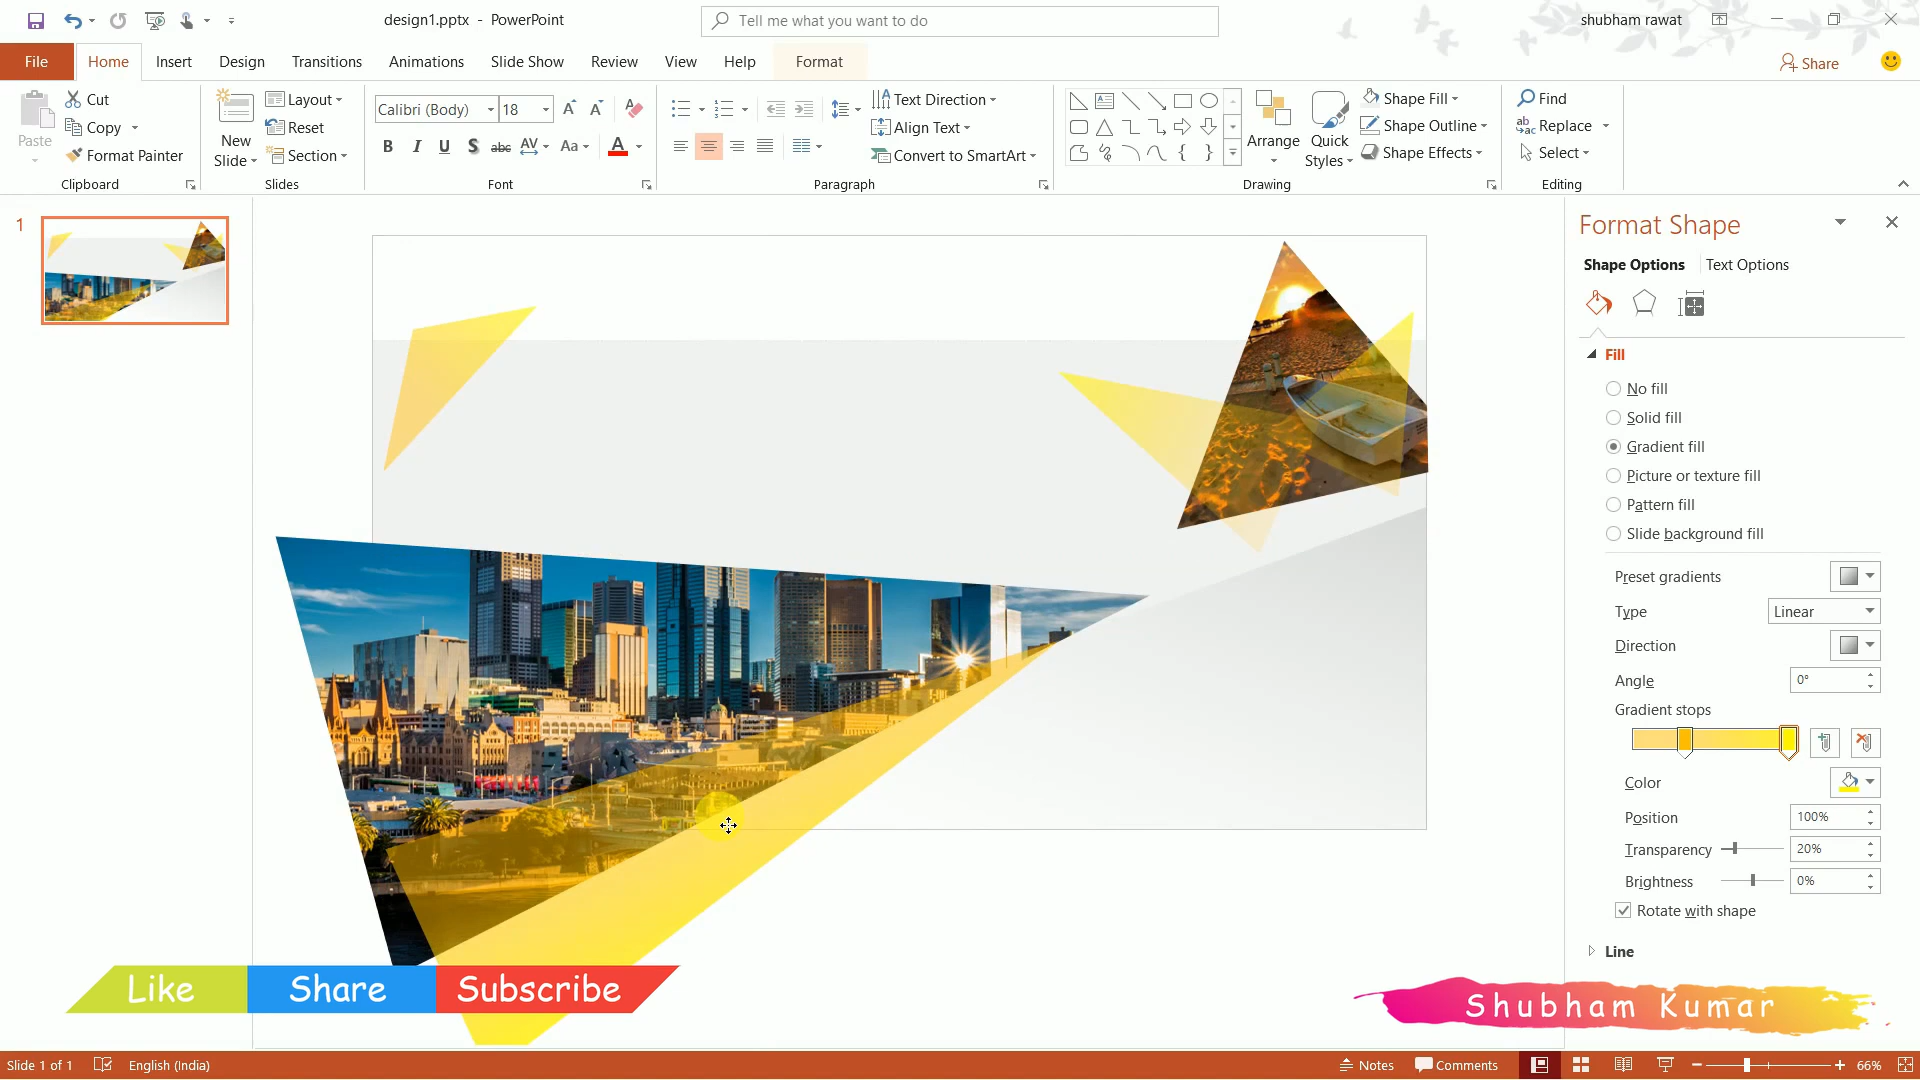 design1.pptx - PowerPoint
Tell me what you want to do
shubham rawat
File
Home
Insert
Design
Transitions
Animations
Slide Show
Review
View
Help
Format
Share
Paste
Cut
Copy
Format Painter
Clipboard
New
Slide
Layout
Reset
Section
Slides
Calibri (Body)
18
B I U S abc AV Aa A
Font
Text Direction
Align Text
Convert to SmartArt
Paragraph
Arrange
Quick
Styles
Shape Fill
Shape Outline
Shape Effects
Drawing
Find
Replace
Select
Editing
1
Format Shape
Shape Options
Text Options
Fill
No fill
Solid fill
Gradient fill
Picture or texture fill
Pattern fill
Slide background fill
Preset gradients
Type
Linear
Direction
Angle
0°
Gradient stops
Color
Position
100%
Transparency
20%
Brightness
0%
Rotate with shape
Line
Like
Share
Subscribe
Shubham Kumar
Slide 1 of 1
English (India)
Notes
Comments
66%